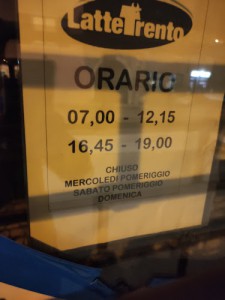 LatteTrento
ORARIO
07,00 - 12,15
16,45 - 19,00
CHIUSO
MERCOLEDÌ POMERIGGIO
SABATO POMERIGGIO
DOMENICA